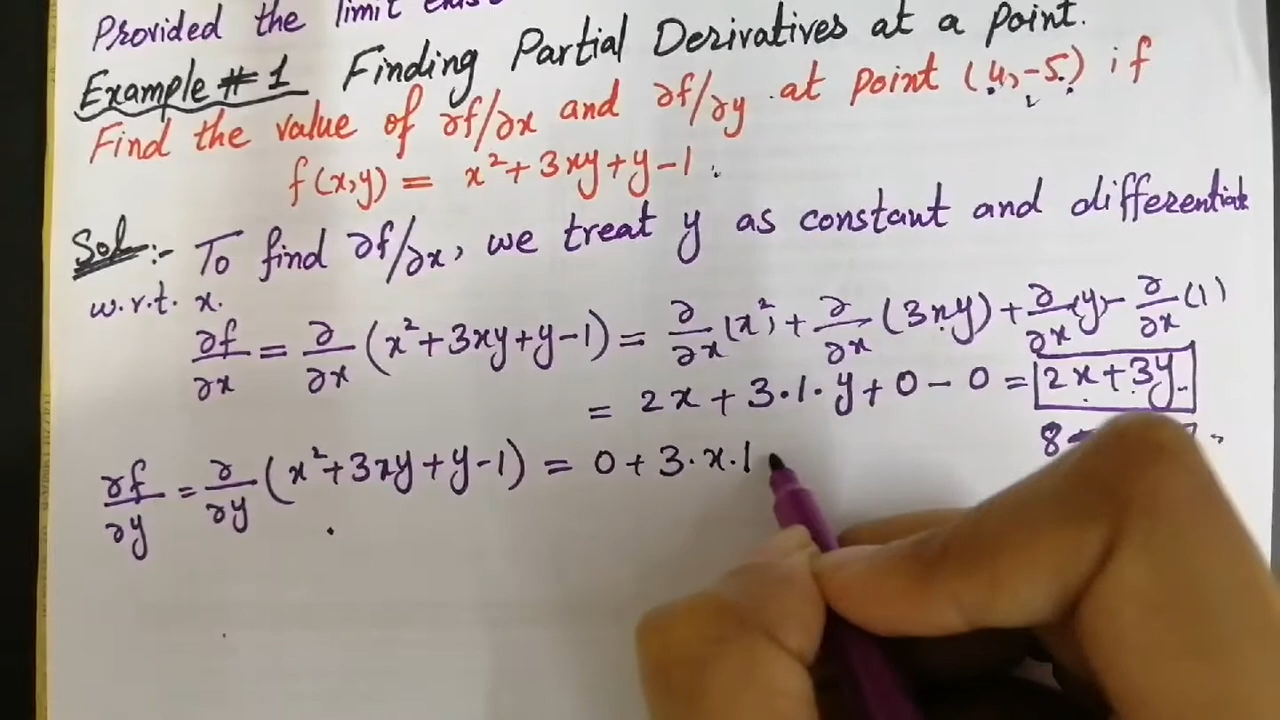 Provided the limit
Example #1 Finding Partial Derivatives at a point.
Find the value of ∂f/∂x and ∂f/∂y at point (4,-5) if
f(x,y) = x²+3xy+y-1.
Sol:- To find ∂f/∂x, we treat y as constant and differentiate
w.r.t. x.
∂f/∂x = ∂/∂x (x²+3xy+y-1) = ∂/∂x (x²) + ∂/∂x (3xy) + ∂/∂x (y) - ∂/∂x (1)
= 2x + 3·1·y + 0 - 0 = 2x+3y
8
∂f/∂y = ∂/∂y (x²+3xy+y-1) = 0+3·x·1